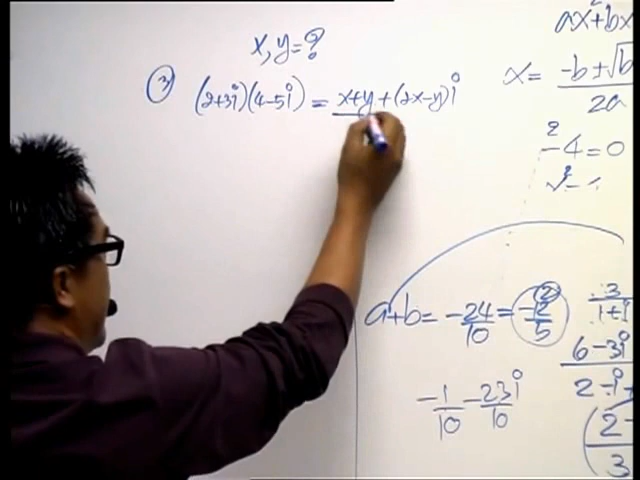 x, y = ?
③ (2+3i)(4-5i) = x+y+(2x-y)i
ax²+bx
x = -b±√b / 2a
-4=0
a+b = -24/10 = -12/5
-1/10 - 23i/10
3/1+i
6-3i
2-i+
2-
3